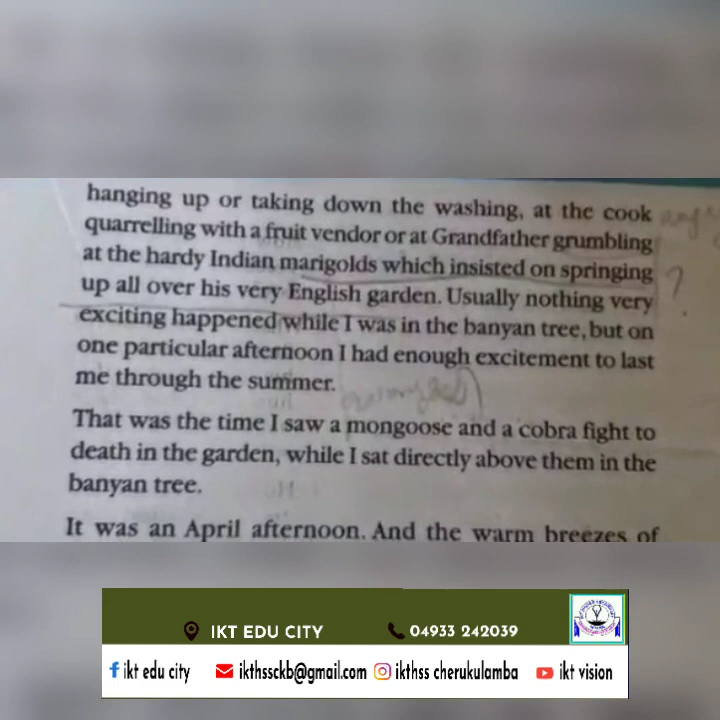 hanging up or taking down the washing, at the cook
quarrelling with a fruit vendor or at Grandfather grumbling
at the hardy Indian marigolds which insisted on springing
up all over his very English garden. Usually nothing very
exciting happened while I was in the banyan tree, but on
one particular afternoon I had enough excitement to last
me through the summer.
That was the time I saw a mongoose and a cobra fight to
death in the garden, while I sat directly above them in the
banyan tree.
It was an April afternoon. And the warm breezes of
IKT EDU CITY 04933 242039
ikt edu city ikthssckb@gmail.com ikthss cherukulamba ikt vision